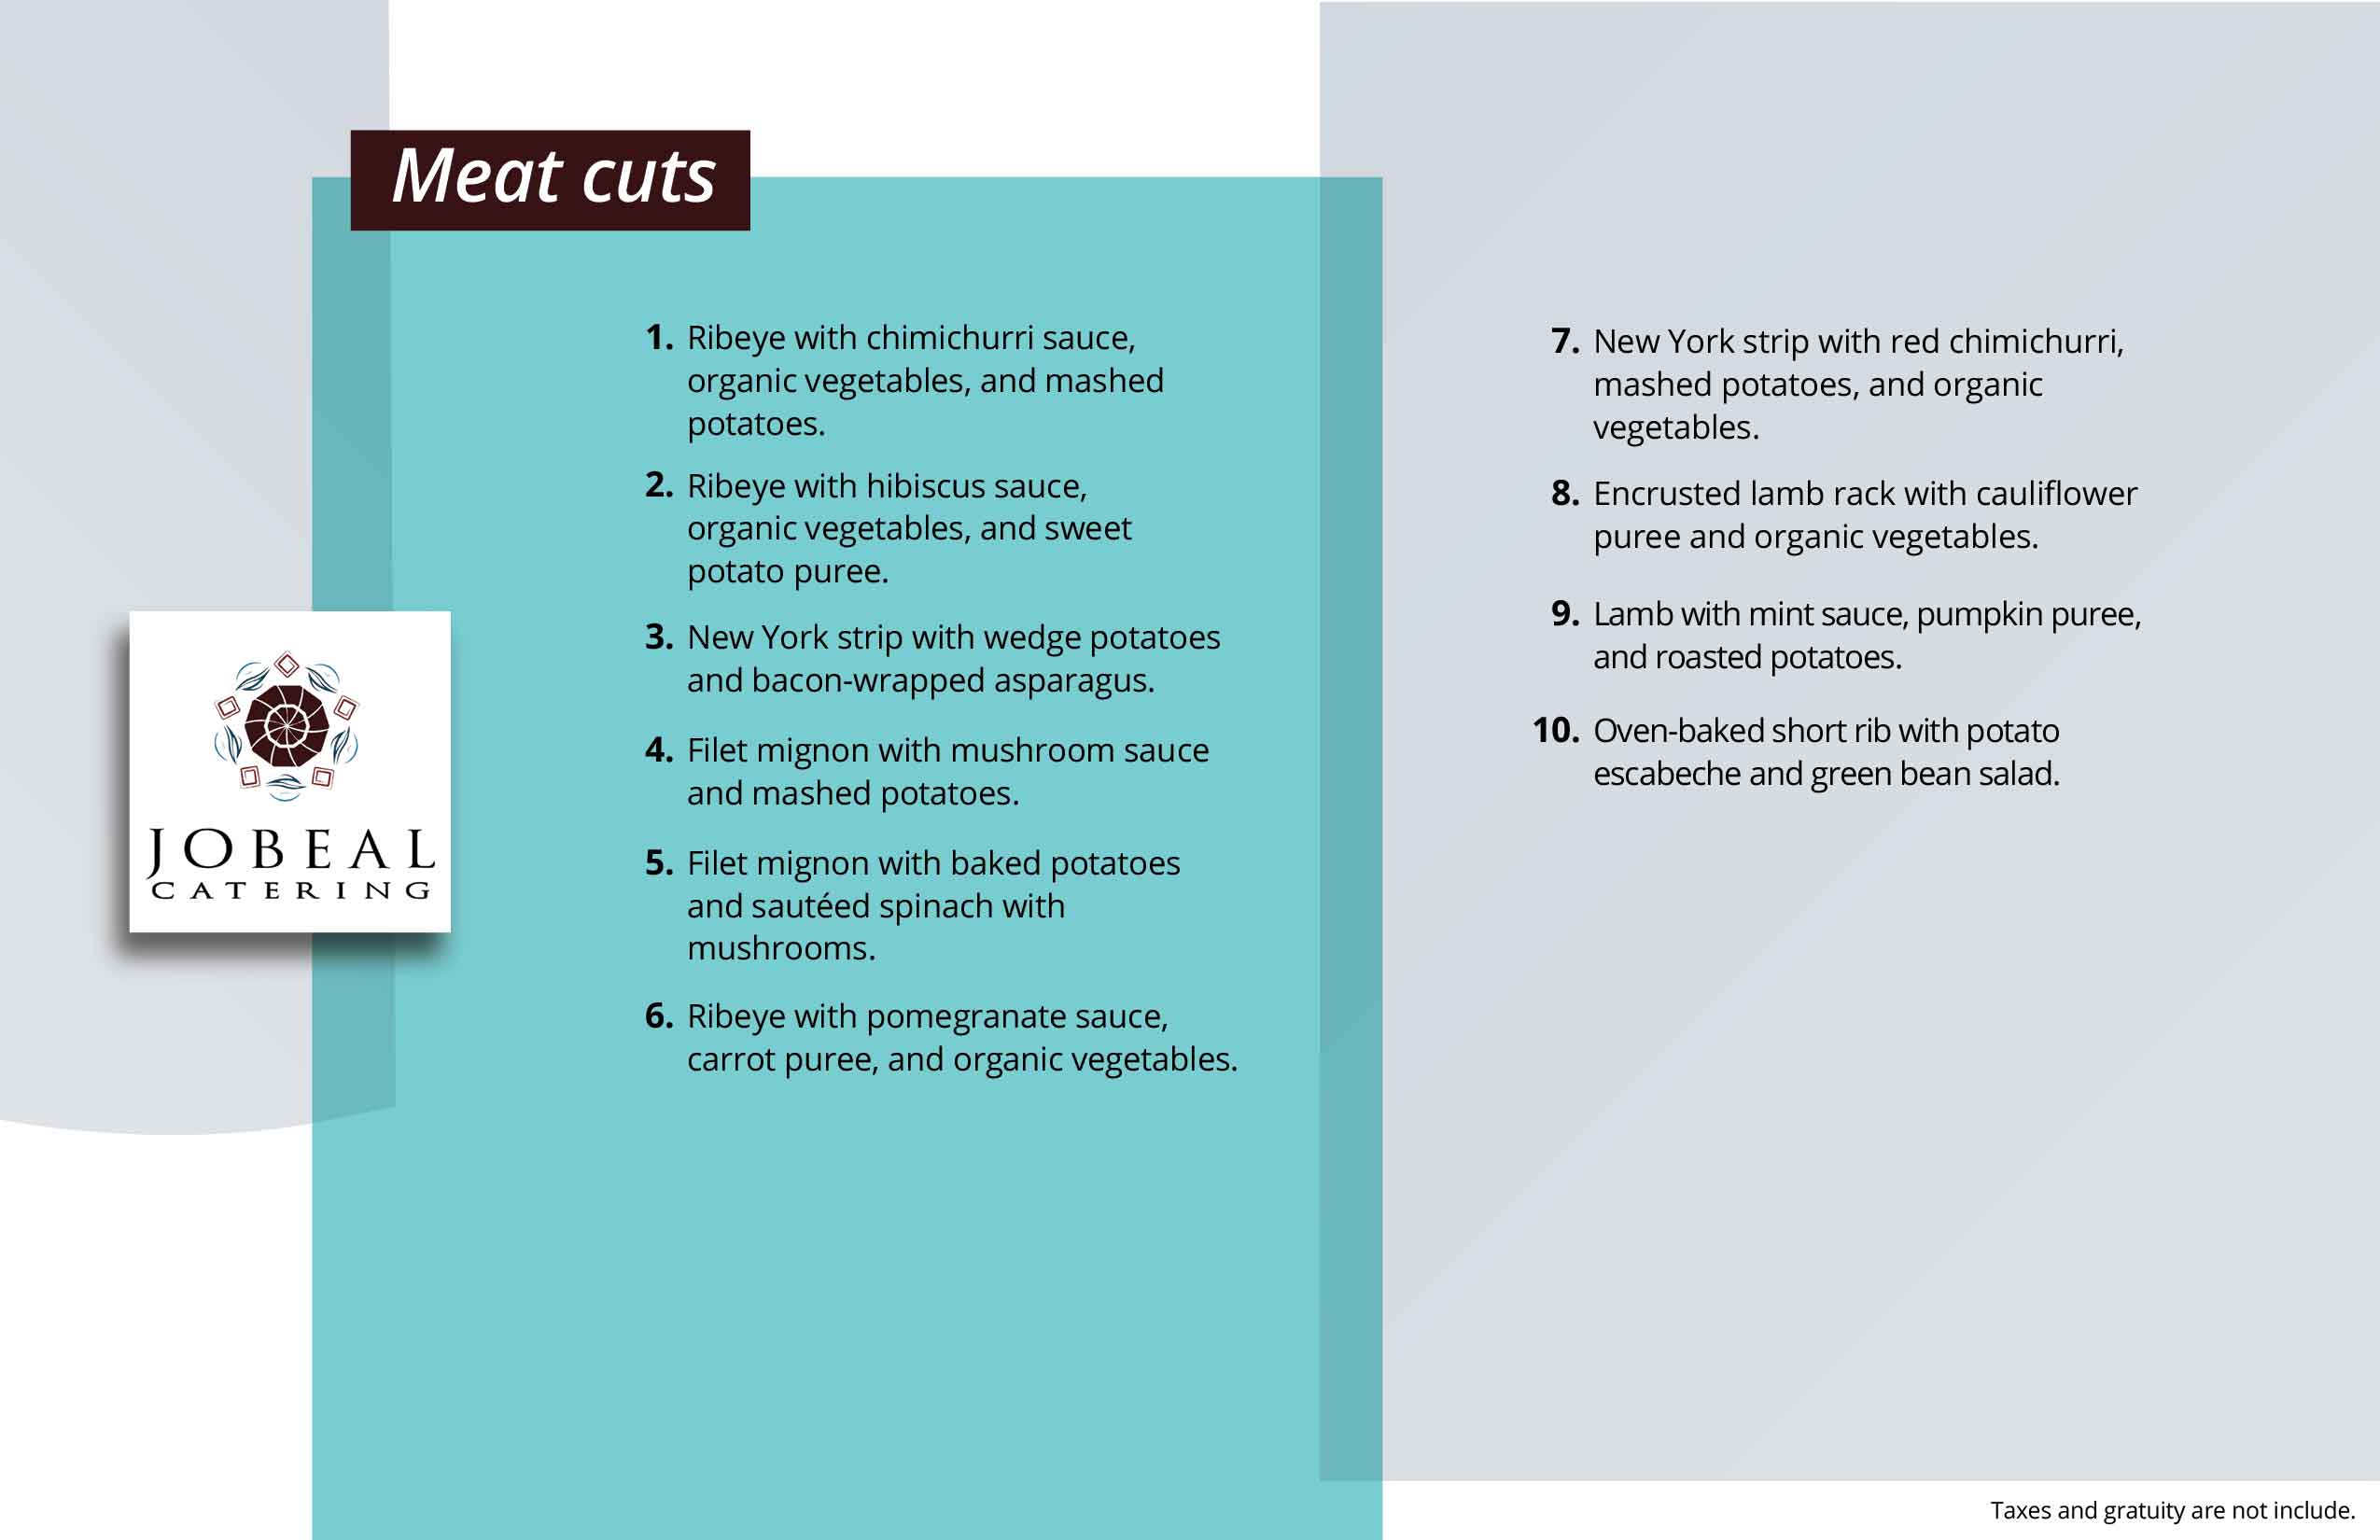 Meat cuts
1. Ribeye with chimichurri sauce,
organic vegetables, and mashed
potatoes.
2. Ribeye with hibiscus sauce,
organic vegetables, and sweet
potato puree.
3. New York strip with wedge potatoes
and bacon-wrapped asparagus.
4. Filet mignon with mushroom sauce
and mashed potatoes.
5. Filet mignon with baked potatoes
and sautéed spinach with
mushrooms.
6. Ribeye with pomegranate sauce,
carrot puree, and organic vegetables.
7. New York strip with red chimichurri,
mashed potatoes, and organic
vegetables.
8. Encrusted lamb rack with cauliflower
puree and organic vegetables.
9. Lamb with mint sauce, pumpkin puree,
and roasted potatoes.
10. Oven-baked short rib with potato
escabeche and green bean salad.
JOBEAL
CATERING
Taxes and gratuity are not include.